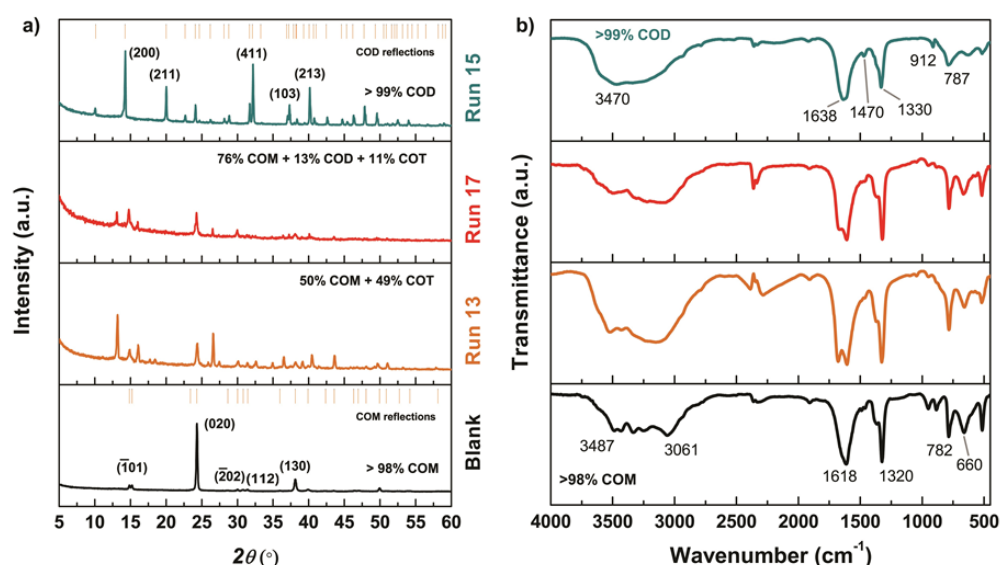 a)
COD reflections
(200)
(211)
(411)
(103)
(213)
> 99% COD
Run 15
76% COM + 13% COD + 11% COT
Run 17
50% COM + 49% COT
Run 13
COM reflections
(020)
(1̅01)
(2̅02)
(112)
(130)
> 98% COM
Blank
Intensity (a.u.)
5 10 15 20 25 30 35 40 45 50 55 60
2θ (°)
b)
>99% COD
3470
1638
1470
1330
912
787
3487
3061
1618
1320
782
660
>98% COM
Transmittance (a.u.)
4000 3500 3000 2500 2000 1500 1000 500
Wavenumber (cm⁻¹)